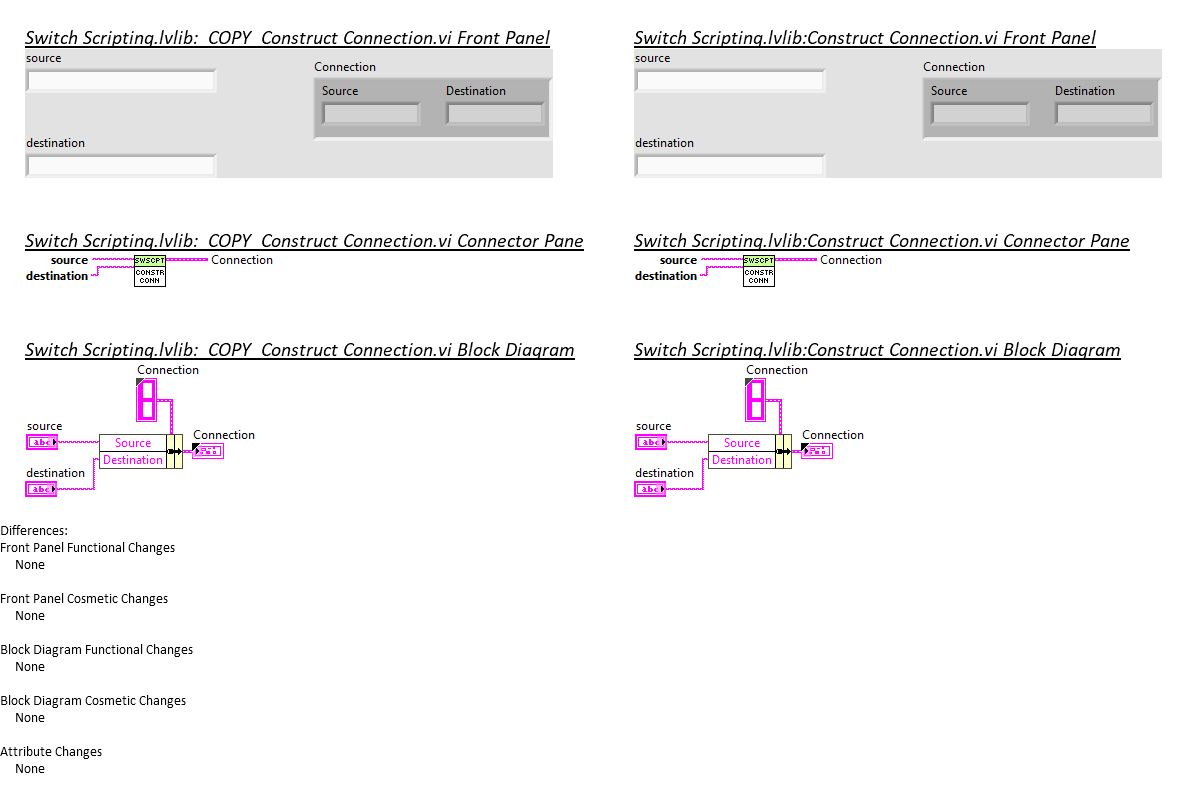 Switch Scripting.lvlib:  COPY  Construct Connection.vi Front Panel
source
Connection
Source Destination
destination
Switch Scripting.lvlib:Construct Connection.vi Front Panel
source
Connection
Source Destination
destination
Switch Scripting.lvlib:  COPY  Construct Connection.vi Connector Pane
source SWSCPT Connection
destination CONSTR
CONN
Switch Scripting.lvlib:Construct Connection.vi Connector Pane
source SWSCPT Connection
destination CONSTR
CONN
Switch Scripting.lvlib:  COPY  Construct Connection.vi Block Diagram
Connection
source
abc Source Connection
destination Destination
abc
Switch Scripting.lvlib:Construct Connection.vi Block Diagram
Connection
source
abc Source Connection
destination Destination
abc
Differences:
Front Panel Functional Changes
None
Front Panel Cosmetic Changes
None
Block Diagram Functional Changes
None
Block Diagram Cosmetic Changes
None
Attribute Changes
None